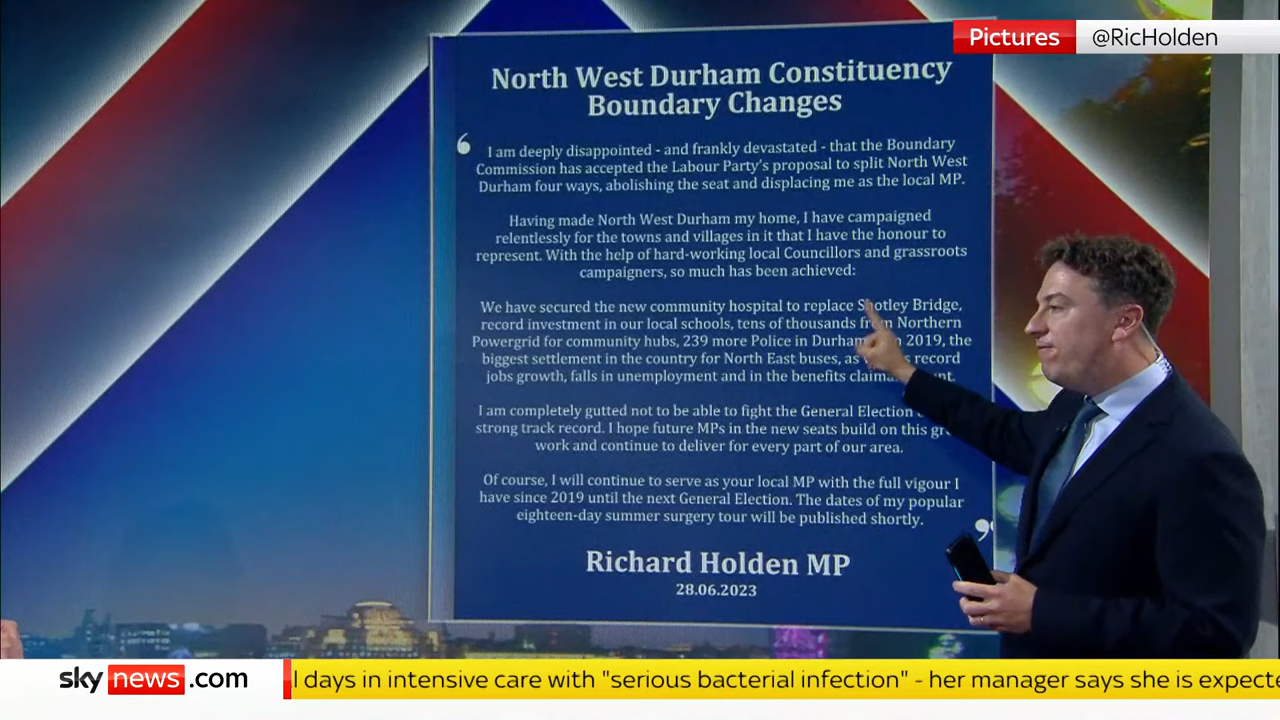 Pictures @RicHolden
North West Durham Constituency
Boundary Changes
I am deeply disappointed - and frankly devastated - that the Boundary
Commission has accepted the Labour Party's proposal to split North West
Durham four ways, abolishing the seat and displacing me as the local MP.
Having made North West Durham my home, I have campaigned
relentlessly for the towns and villages in it that I have the honour to
represent. With the help of hard-working local Councillors and grassroots
campaigners, so much has been achieved:
We have secured the new community hospital to replace Shotley Bridge,
record investment in our local schools, tens of thousands from Northern
Powergrid for community hubs, 239 more Police in Durham 2019, the
biggest settlement in the country for North East buses, as record
jobs growth, falls in unemployment and in the benefits
I am completely gutted not to be able to fight the General Election
strong track record. I hope future MPs in the new seats build on this
work and continue to deliver for every part of our area.
Of course, I will continue to serve as your local MP with the full vigour I
have since 2019 until the next General Election. The dates of my popular
eighteen-day summer surgery tour will be published shortly.
Richard Holden MP
28.06.2023
sky news.com
days in intensive care with "serious bacterial infection" - her manager says she is